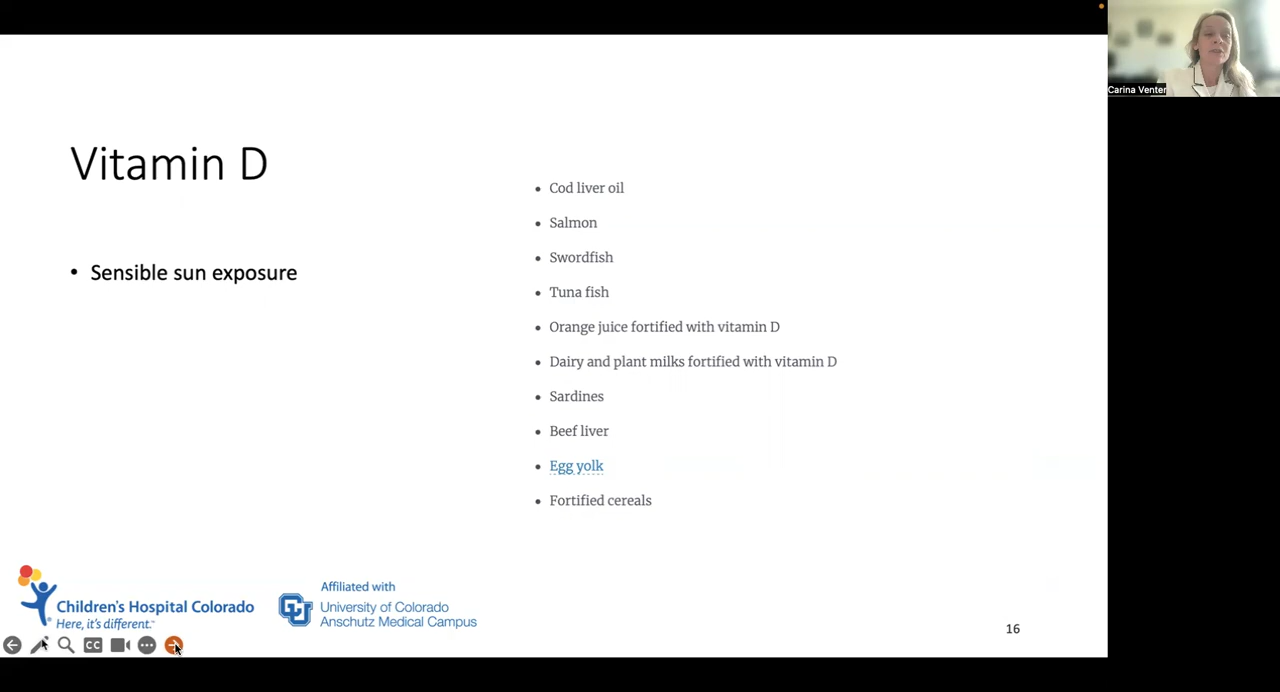 Carina Venter
Vitamin D
• Sensible sun exposure
• Cod liver oil
• Salmon
• Swordfish
• Tuna fish
• Orange juice fortified with vitamin D
• Dairy and plant milks fortified with vitamin D
• Sardines
• Beef liver
• Egg yolk
• Fortified cereals
Children's Hospital Colorado
Here, it's different.™
Affiliated with
University of Colorado
Anschutz Medical Campus
16
CC